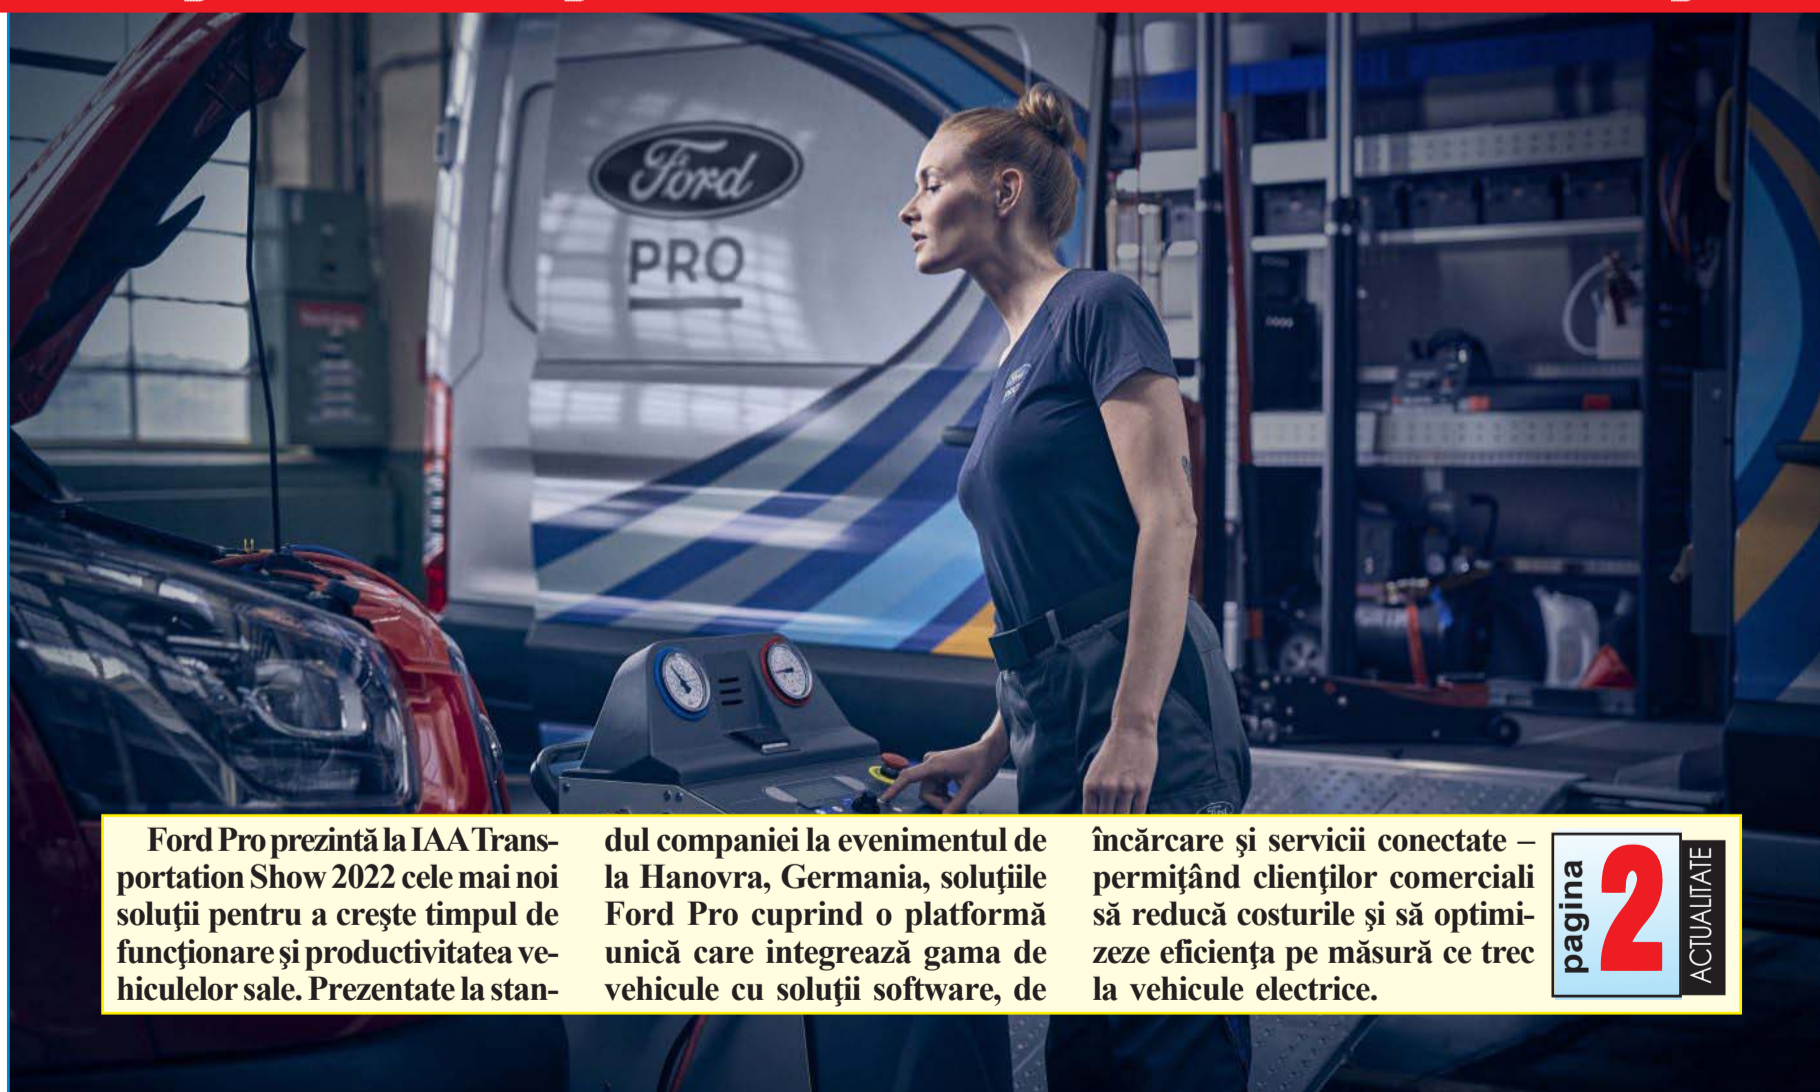 Ford
PRO
Ford Pro prezintă la IAA Trans-
portation Show 2022 cele mai noi
soluţii pentru a creşte timpul de
funcţionare şi productivitatea ve-
hiculelor sale. Prezentate la stan-
dul companiei la evenimentul de
la Hanovra, Germania, soluţiile
Ford Pro cuprind o platformă
unică care integrează gama de
vehicule cu soluţii software, de
încărcare şi servicii conectate –
permiţând clienţilor comerciali
să reducă costurile şi să optimi-
zeze eficienţa pe măsură ce trec
la vehicule electrice.
pagina
2
ACTUALITATE
Ford